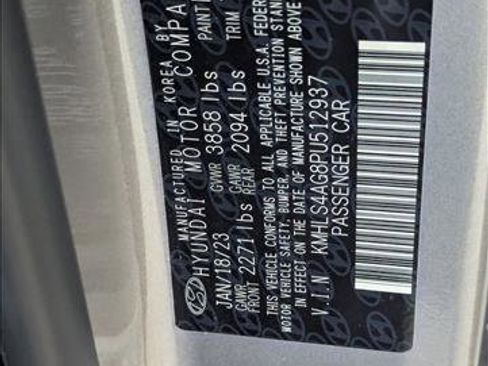 MANUFACTURED IN KOREA BY
HYUNDAI MOTOR COMPA
JAN/18/23 GVWR 3858 lbs PAINT
GAWR FRONT 2271 lbs GAWR REAR 2094 lbs TRIM
THIS VEHICLE CONFORMS TO ALL APPLICABLE U.S.A. FEDER
MOTOR VEHICLE SAFETY, BUMPER, AND THEFT PREVENTION STAN
IN EFFECT ON THE DATE OF MANUFACTURE SHOWN ABOVE
V.I.N KMHLS4AG8PU512937
PASSENGER CAR